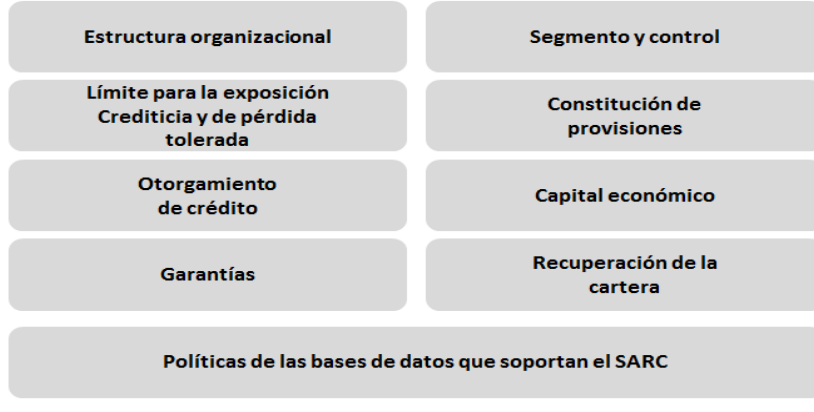 Estructura organizacional
Segmento y control
Límite para la exposición
Crediticia y de pérdida
tolerada
Constitución de
provisiones
Otorgamiento
de crédito
Capital económico
Garantías
Recuperación de la
cartera
Políticas de las bases de datos que soportan el SARC